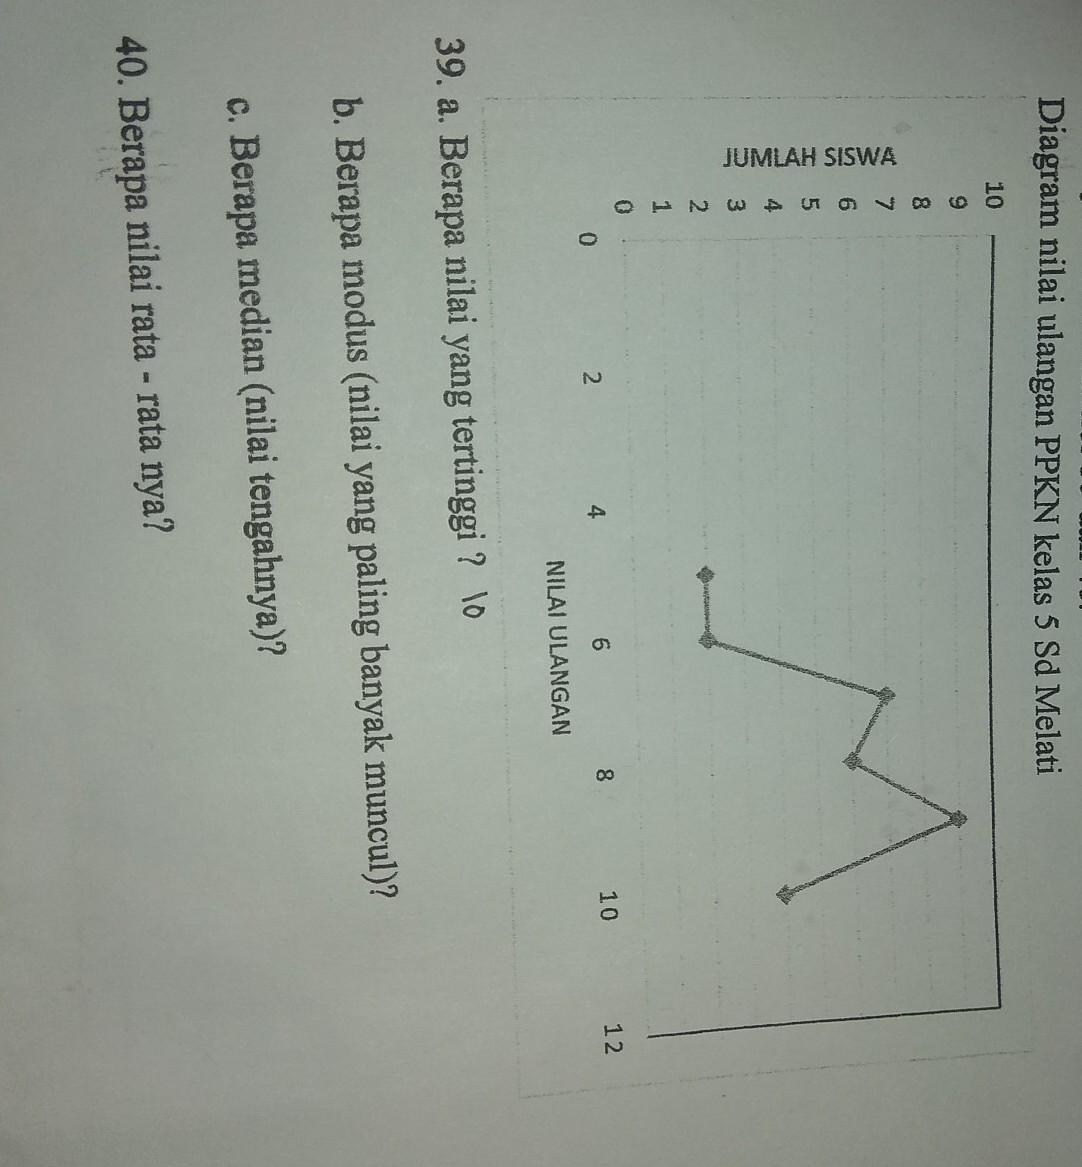 Diagram nilai ulangan PPKN kelas 5 Sd Melati
JUMLAH SISWA
10
9
8
7
6
5
4
3
2
1
0
0 2 4 6 8 10 12
NILAI ULANGAN
39. a. Berapa nilai yang tertinggi ? 10
b. Berapa modus (nilai yang paling banyak muncul)?
c. Berapa median (nilai tengahnya)?
40. Berapa nilai rata - rata nya?